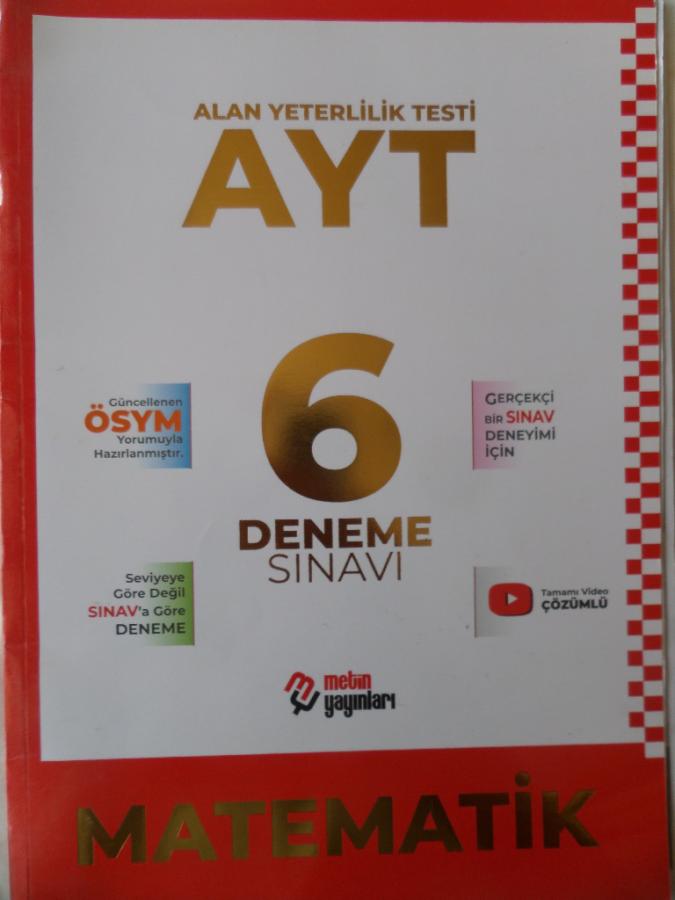 ALAN YETERLİLİK TESTİ
AYT
6
DENEME
SINAVI
Güncellenen
ÖSYM
Yorumuyla
Hazırlanmıştır.
GERÇEKÇİ
BİR SINAV
DENEYİMİ
İÇİN
Seviyeye
Göre Değil
SINAV'a Göre
DENEME
Tamamı Video
ÇÖZÜMLÜ
metin
yayınları
MATEMATİK